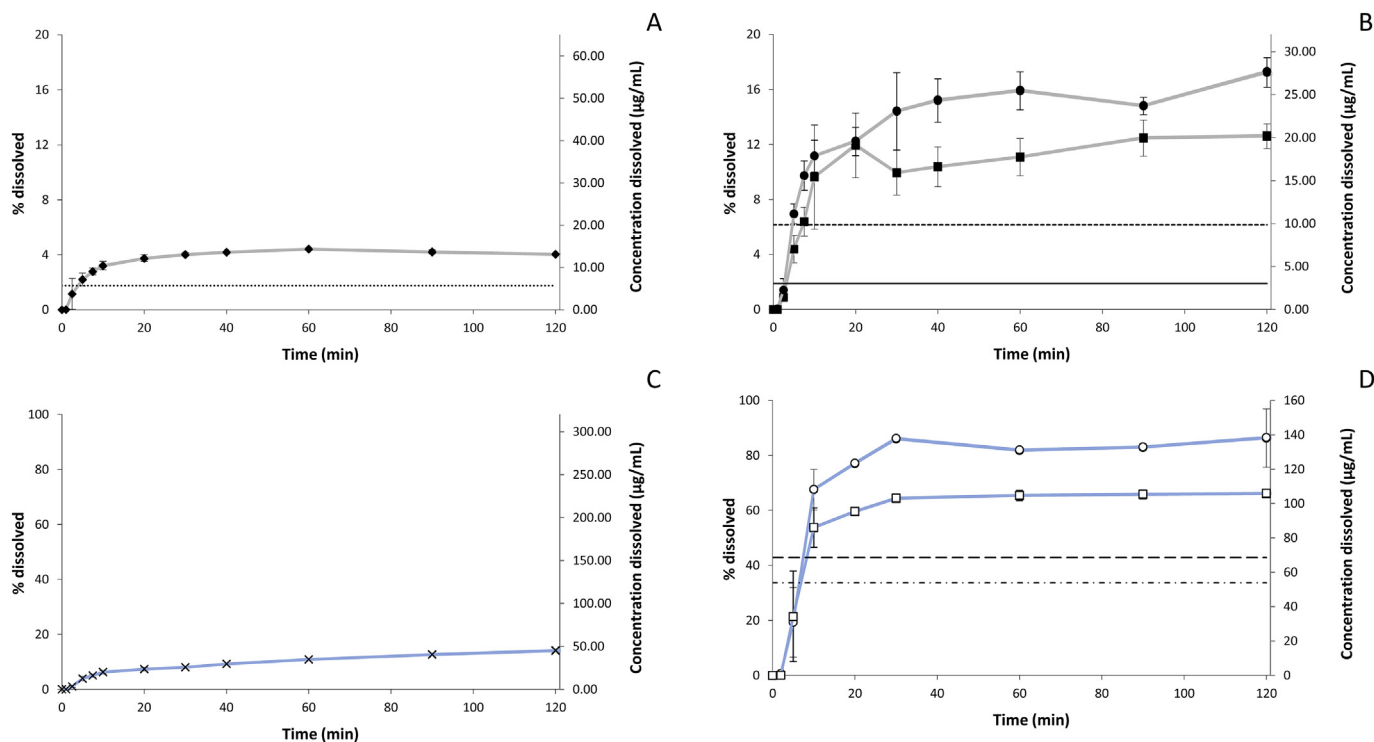 A
% dissolved
20
16
12
8
4
0
0 20 40 60 80 100 120
Time (min)
60.00
50.00
40.00
30.00
20.00
10.00
0.00
Concentration dissolved (µg/mL)
B
% dissolved
20
16
12
8
4
0
0 20 40 60 80 100 120
Time (min)
30.00
25.00
20.00
15.00
10.00
5.00
0.00
Concentration dissolved (µg/mL)
C
% dissolved
100
80
60
40
20
0
0 20 40 60 80 100 120
Time (min)
300.00
250.00
200.00
150.00
100.00
50.00
0.00
Concentration dissolved (µg/mL)
D
% dissolved
100
80
60
40
20
0
0 20 40 60 80 100 120
Time (min)
160
140
120
100
80
60
40
20
0
Concentration dissolved (µg/mL)